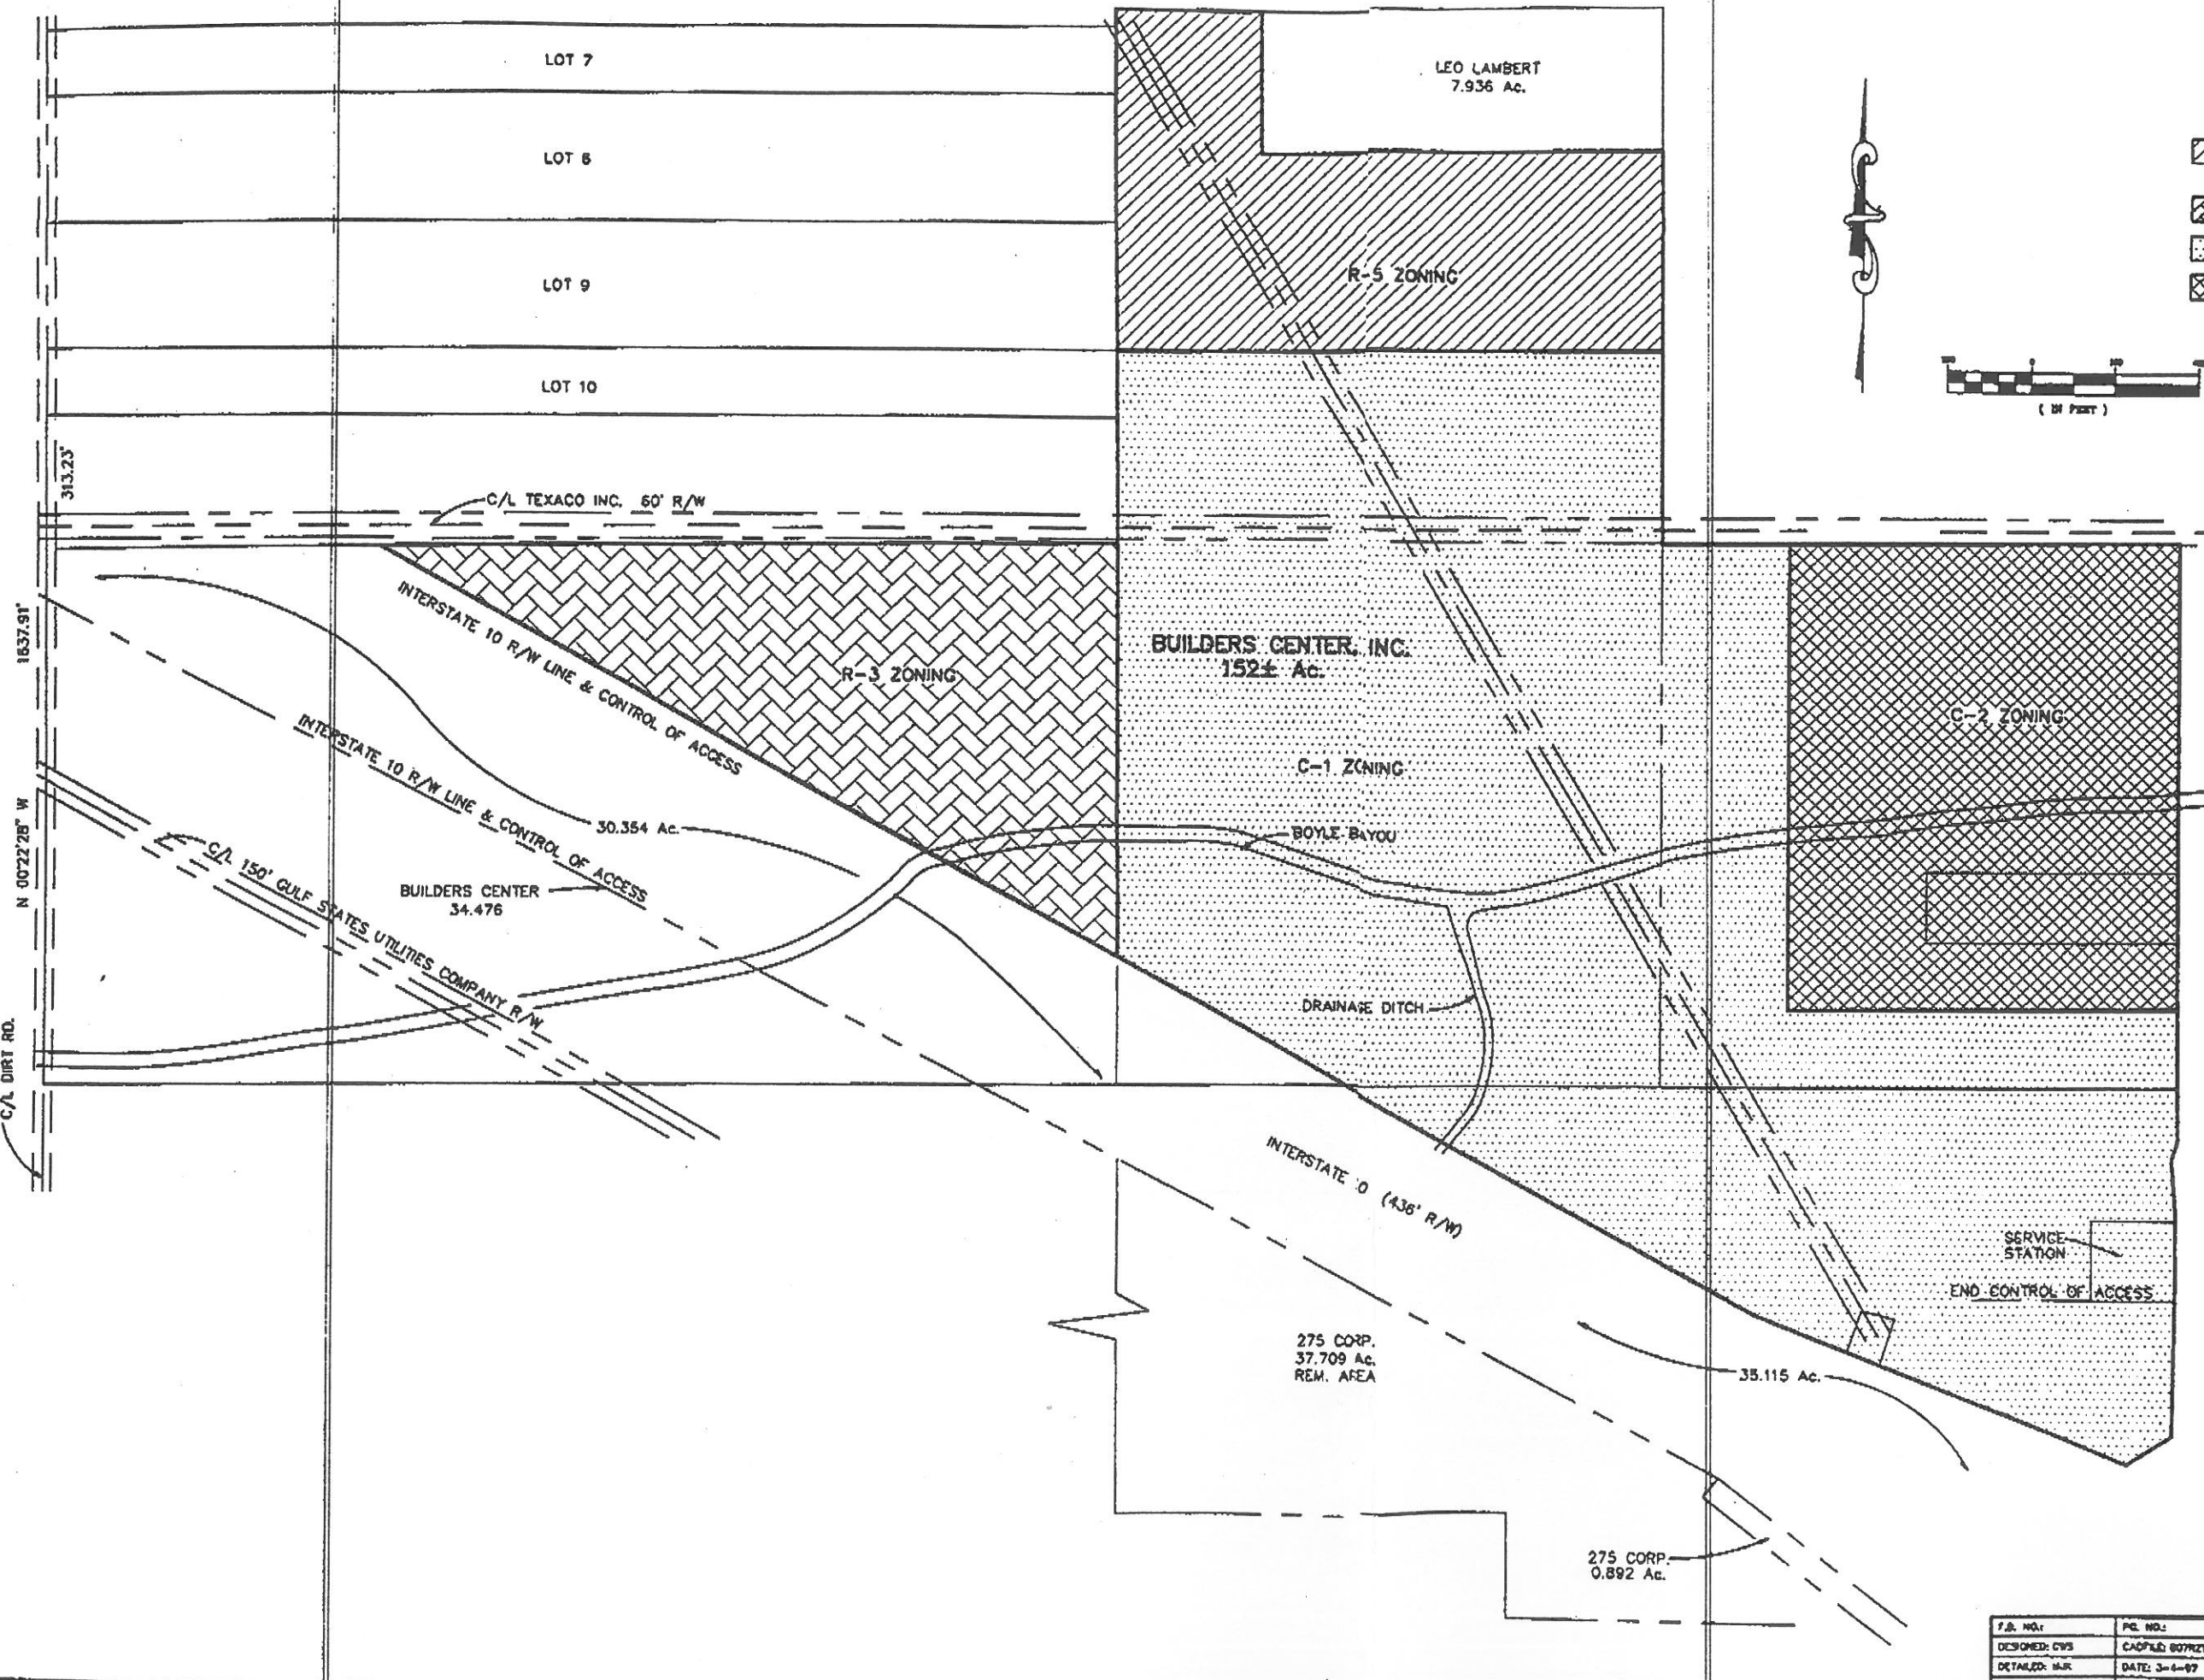 LOT 7
LEO LAMBERT
7.936 Ac.
LOT 8
LOT 9
R-5 ZONING
LOT 10
( IN FEET )
313.23'
C/L TEXACO INC. 60' R/W
1637.91'
INTERSTATE 10 R/W LINE & CONTROL OF ACCESS
R-3 ZONING
BUILDERS CENTER, INC.
152± Ac.
C-2 ZONING
C-1 ZONING
INTERSTATE 10 R/W LINE & CONTROL OF ACCESS
30.354 Ac.
BOYLE BAYOU
N 00°22'28" W
C/L 150' GULF STATES UTILITIES COMPANY R/W
BUILDERS CENTER
34.476
DRAINAGE DITCH
C/L DIRT RD.
INTERSTATE 10 (436' R/W)
SERVICE
STATION
END CONTROL OF ACCESS
275 CORP.
37.709 Ac.
REM. AREA
35.115 Ac.
275 CORP.
0.892 Ac.
F.B. NO.:
PG. NO.:
DESIGNED: CWS
DETAILED: MJR
DATE: 3-4-97